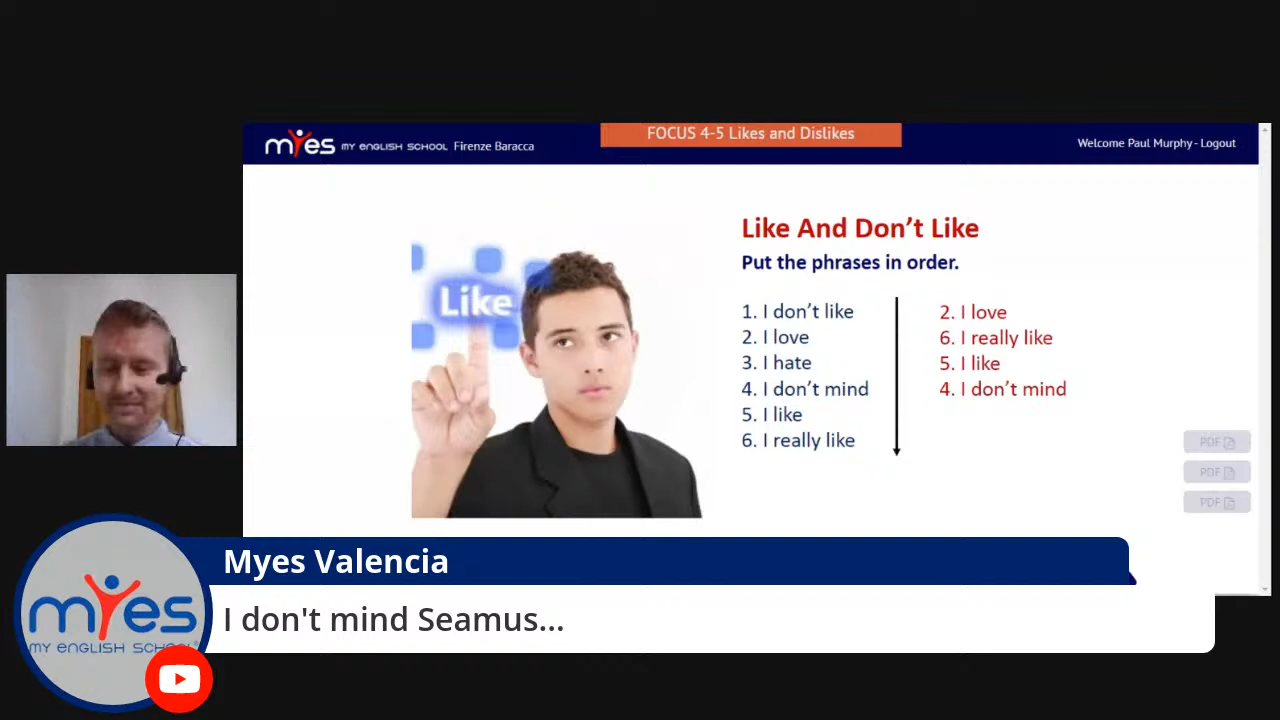 myes MY ENGLISH SCHOOL Firenze Baracca
FOCUS 4-5 Likes and Dislikes
Welcome Paul Murphy - Logout
Like
Like And Don't Like
Put the phrases in order.
1. I don't like
2. I love
3. I hate
4. I don't mind
5. I like
6. I really like
2. I love
6. I really like
5. I like
4. I don't mind
PDF
PDF
PDF
Myes Valencia
I don't mind Seamus...
myes
MY ENGLISH SCHOOL